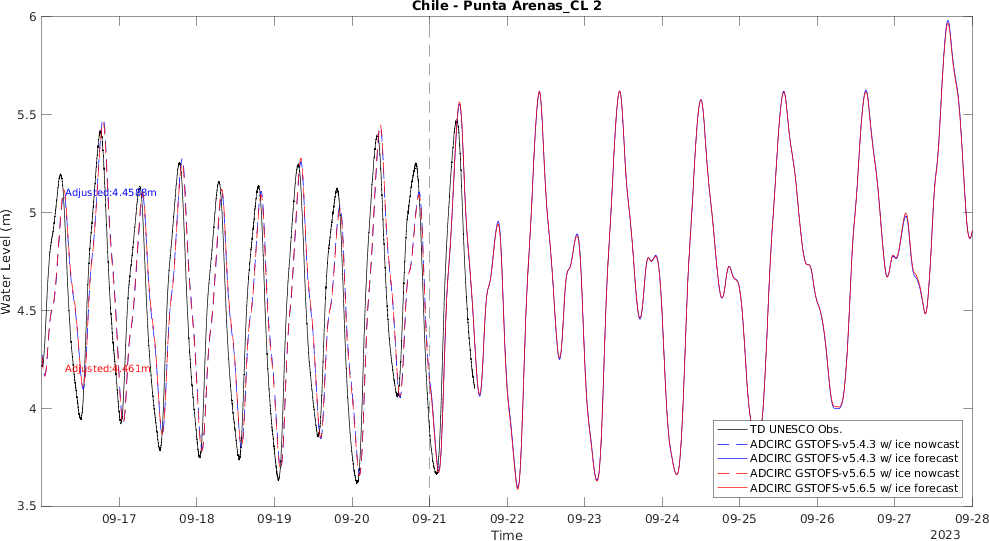 Chile - Punta Arenas_CL 2
6
5.5
5
4.5
4
3.5
Water Level (m)
Adjusted:4.4588m
Adjusted:4.461m
TD UNESCO Obs.
ADCIRC GSTOFS-v5.4.3 w/ ice nowcast
ADCIRC GSTOFS-v5.4.3 w/ ice forecast
ADCIRC GSTOFS-v5.6.5 w/ ice nowcast
ADCIRC GSTOFS-v5.6.5 w/ ice forecast
09-17 09-18 09-19 09-20 09-21 09-22 09-23 09-24 09-25 09-26 09-27 09-28
Time
2023